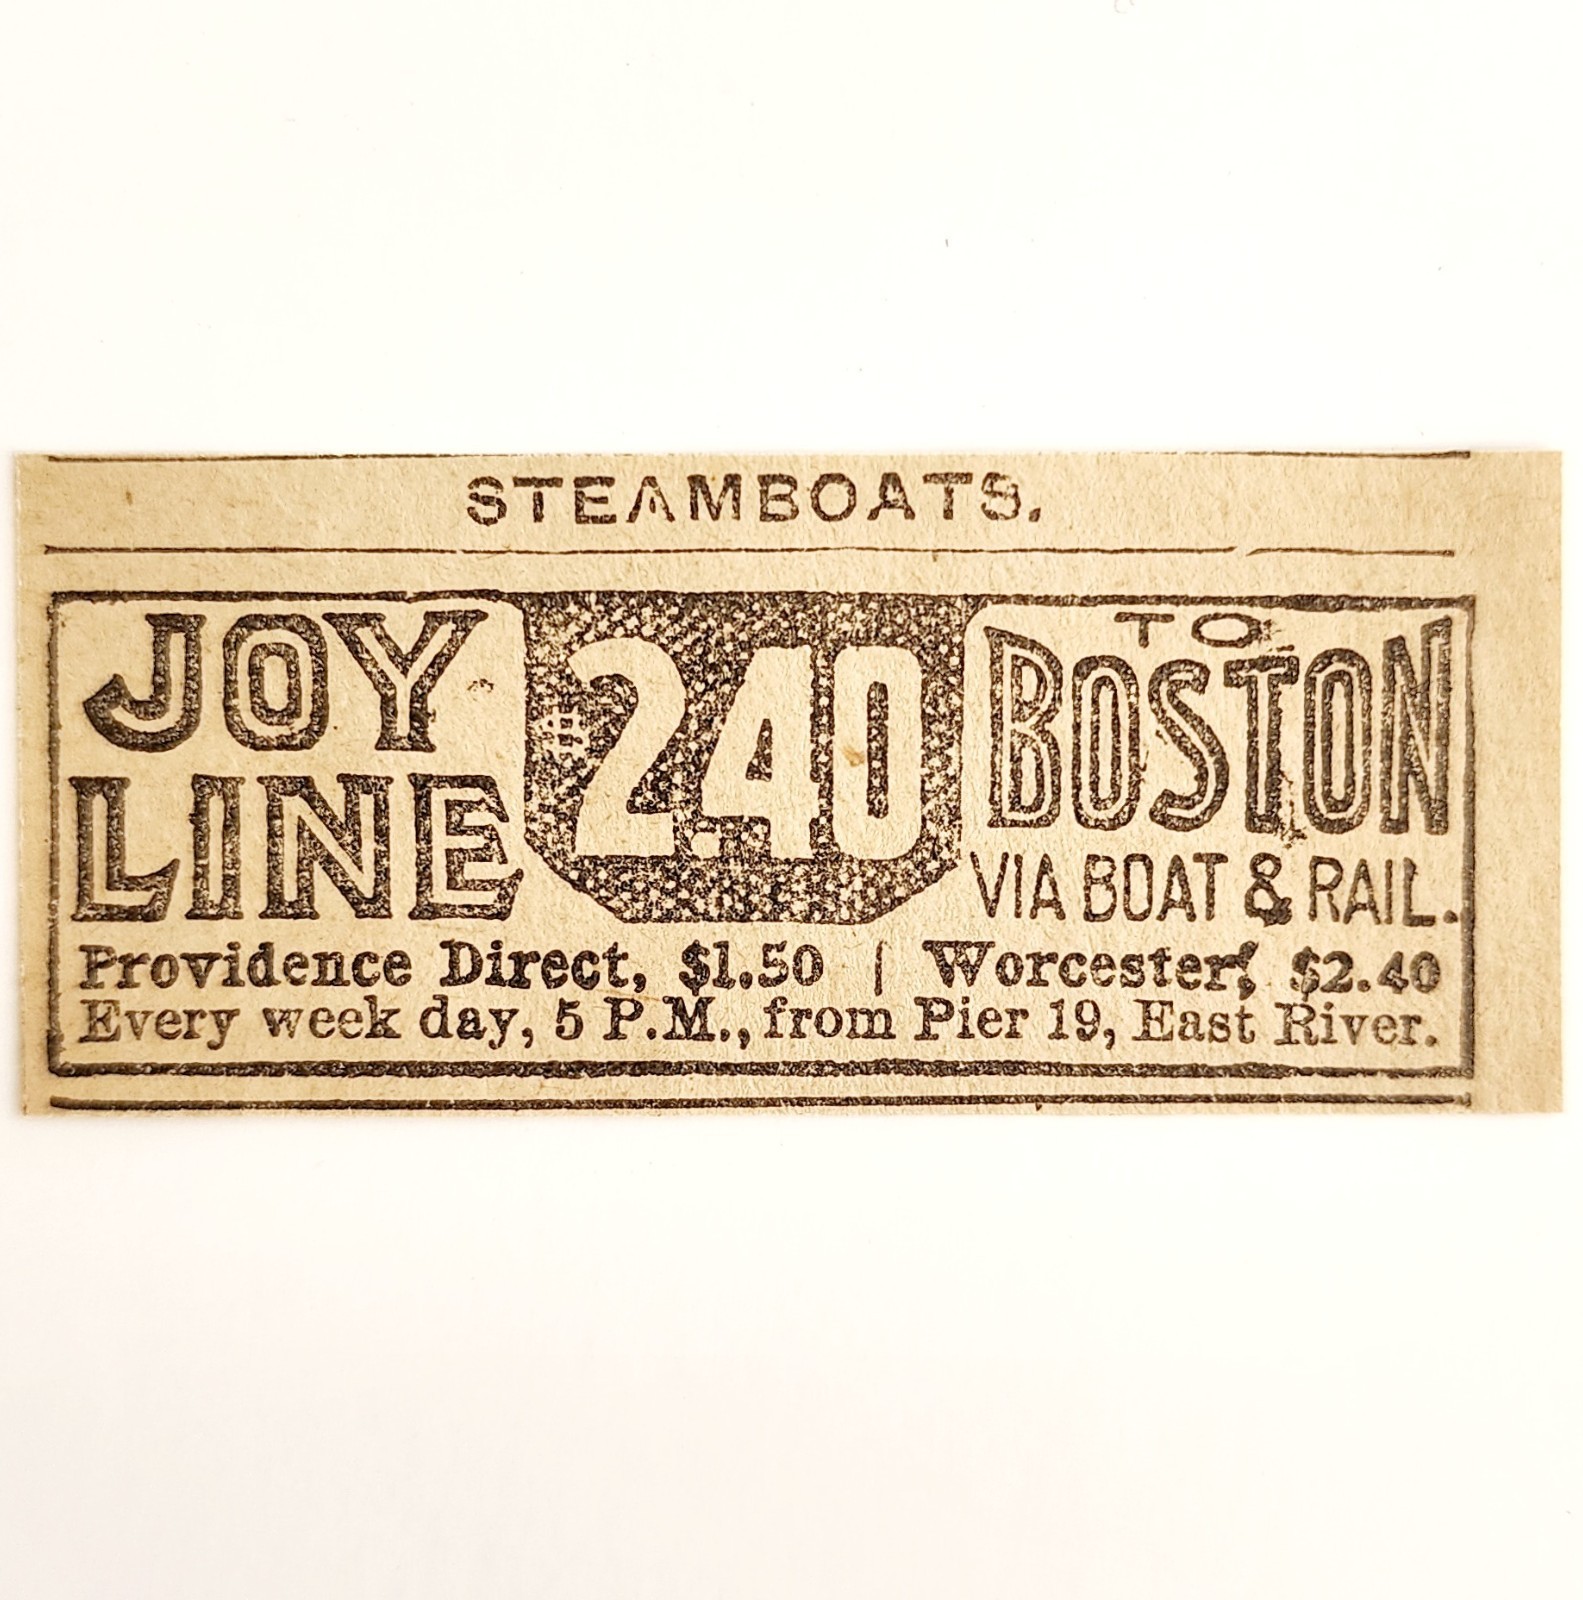 STEAMBOATS.
JOY
LINE
$2.40
TO
BOSTON
VIA BOAT & RAIL.
Providence Direct, $1.50 | Worcester, $2.40
Every week day, 5 P.M., from Pier 19, East River.